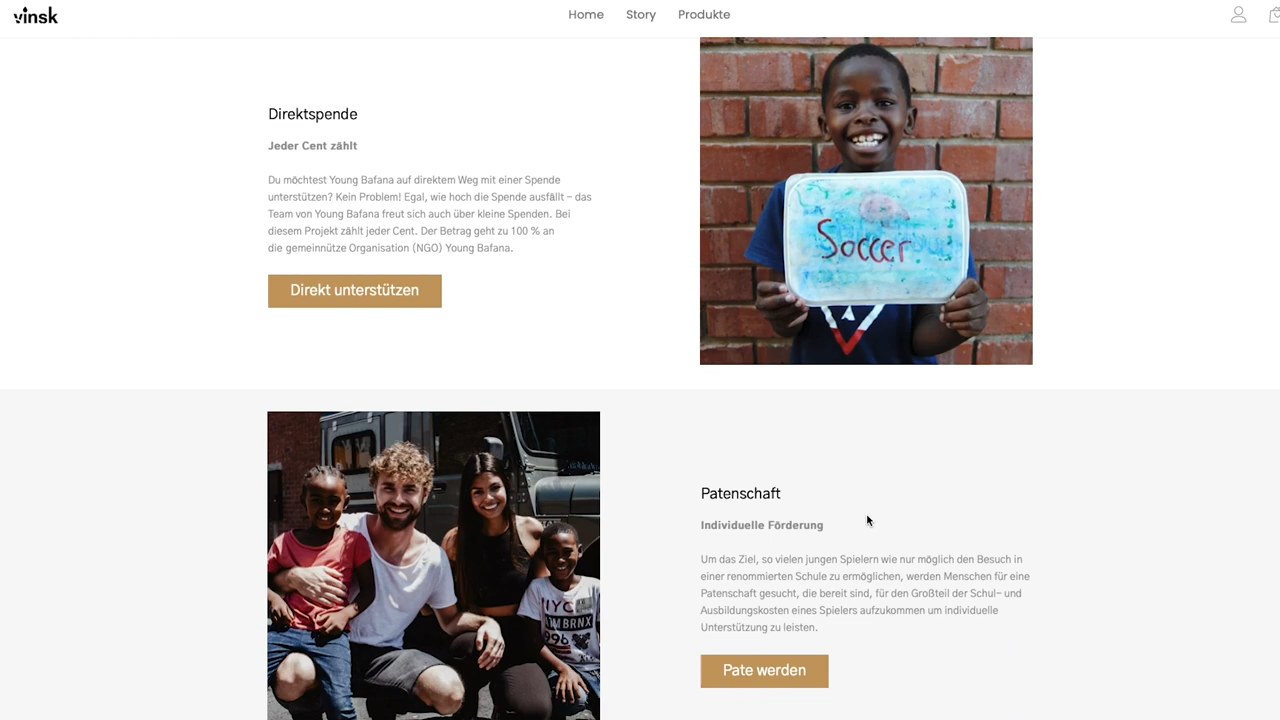 vinsk
Home Story Produkte
Direktspende
Jeder Cent zählt
Du möchtest Young Bafana auf direktem Weg mit einer Spende
unterstützen? Kein Problem! Egal, wie hoch die Spende ausfällt – das
Team von Young Bafana freut sich auch über kleine Spenden. Bei
diesem Projekt zählt jeder Cent. Der Betrag geht zu 100 % an
die gemeinnütze Organisation (NGO) Young Bafana.
Direkt unterstützen
Soccer
Patenschaft
Individuelle Förderung
Um das Ziel, so vielen jungen Spielern wie nur möglich den Besuch in
einer renommierten Schule zu ermöglichen, werden Menschen für eine
Patenschaft gesucht, die bereit sind, für den Großteil der Schul- und
Ausbildungskosten eines Spielers aufzukommen um individuelle
Unterstützung zu leisten.
Pate werden